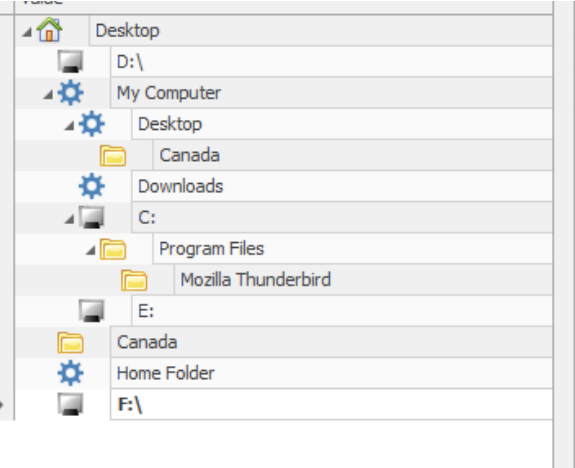 Value
Desktop
D:\
My Computer
Desktop
Canada
Downloads
C:
Program Files
Mozilla Thunderbird
E:
Canada
Home Folder
F:\